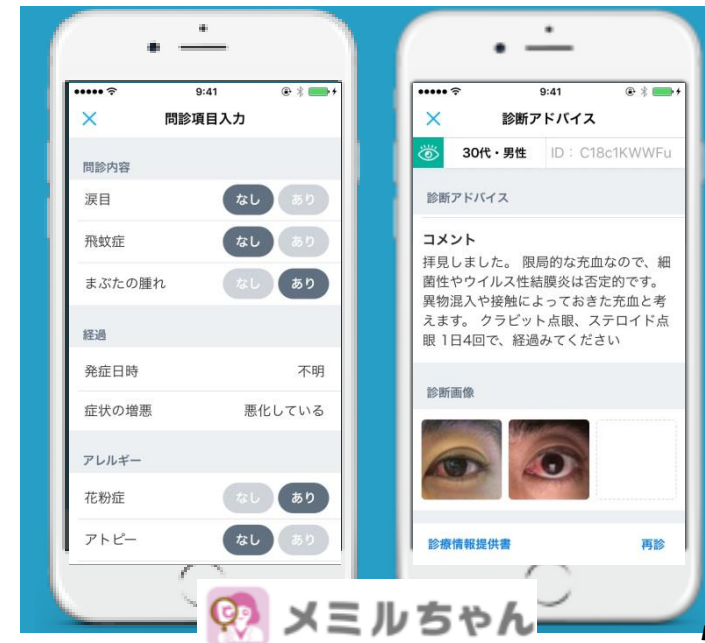 9:41
問診項目入力
問診内容
涙目 なし あり
飛蚊症 なし あり
まぶたの腫れ なし あり
経過
発症日時 不明
症状の増悪 悪化している
アレルギー
花粉症 なし あり
アトピー なし あり
9:41
診断アドバイス
30代・男性 ID : C18c1KWWFu
診断アドバイス
コメント
拝見しました。 限局的な充血なので、細
菌性やウイルス性結膜炎は否定的です。
異物混入や接触によっておきた充血と考
えます。 クラビット点眼、ステロイド点
眼 1日4回で、経過みてください
診断画像
診療情報提供書 再診
メミルちゃん